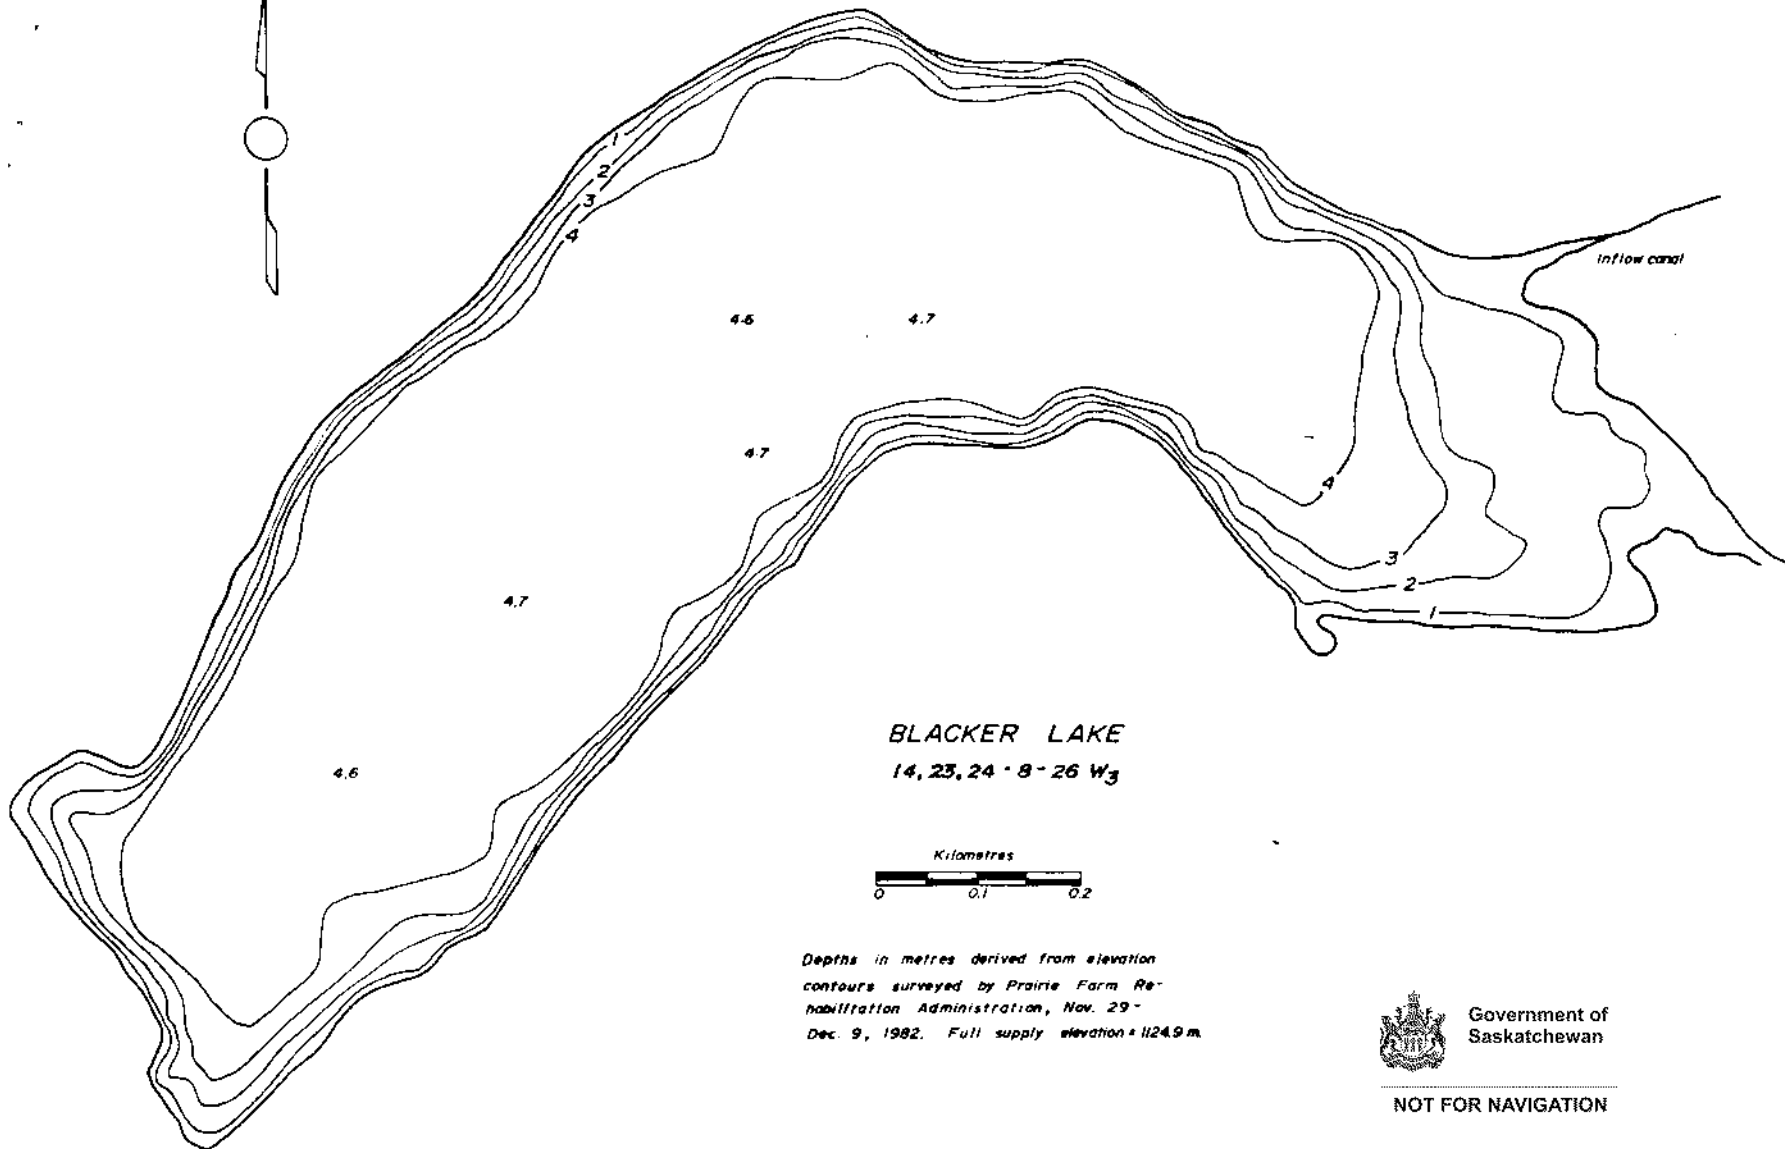 1
2
3
4
Inflow canal
4.6
4.7
4.7
4
3
2
1
4.7
4.6
BLACKER LAKE
14, 23, 24 - 8 - 26 W3
Kilometres
0 0.1 0.2
Depths in metres derived from elevation
contours surveyed by Prairie Farm Re-
habilitation Administration, Nov. 29 -
Dec. 9, 1982. Full supply elevation = 1124.9 m.
Government of
Saskatchewan
NOT FOR NAVIGATION